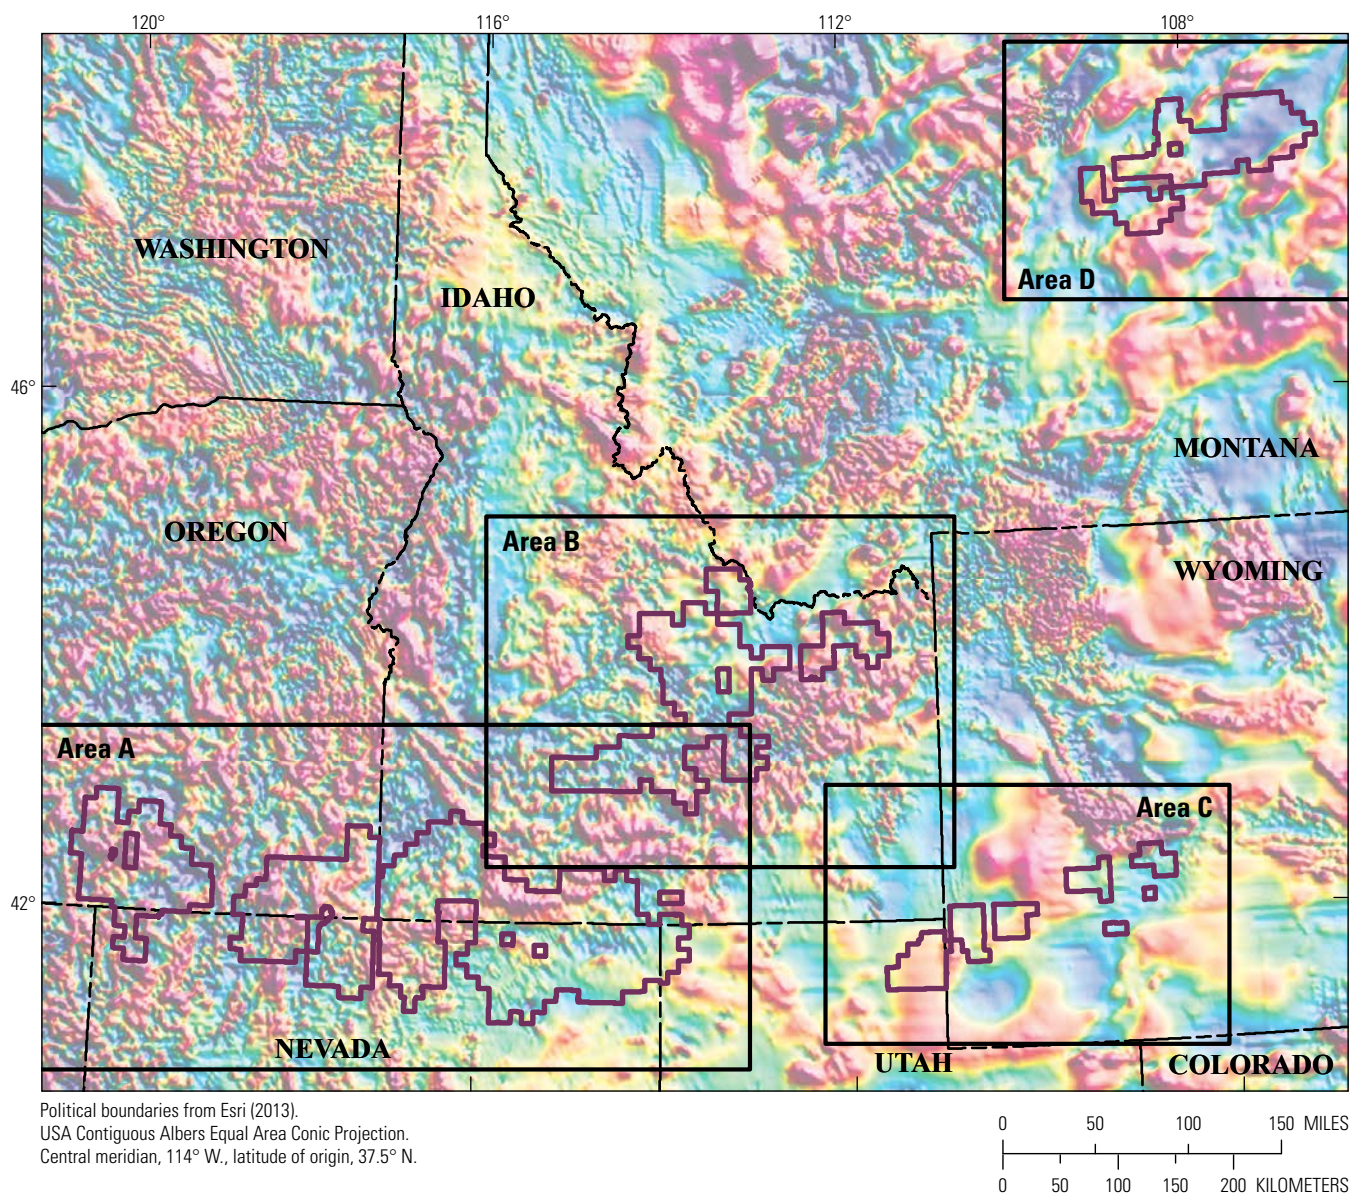 120° 116° 112° 108°
WASHINGTON
IDAHO
Area D
46°
MONTANA
OREGON
Area B
WYOMING
Area A
Area C
42°
NEVADA
UTAH
COLORADO
Political boundaries from Esri (2013).
USA Contiguous Albers Equal Area Conic Projection.
Central meridian, 114° W., latitude of origin, 37.5° N.
0 50 100 150 MILES
0 50 100 150 200 KILOMETERS